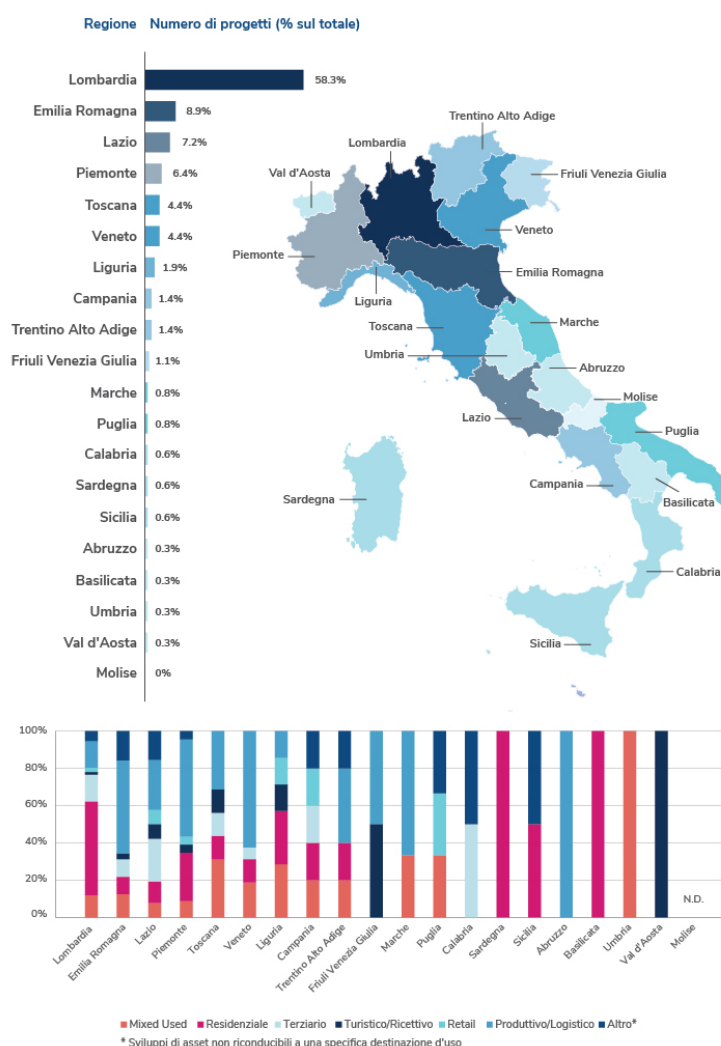 Regione Numero di progetti (% sul totale)
Lombardia 58.3%
Emilia Romagna 8.9%
Lazio 7.2%
Piemonte 6.4%
Toscana 4.4%
Veneto 4.4%
Liguria 1.9%
Campania 1.4%
Trentino Alto Adige 1.4%
Friuli Venezia Giulia 1.1%
Marche 0.8%
Puglia 0.8%
Calabria 0.6%
Sardegna 0.6%
Sicilia 0.6%
Abruzzo 0.3%
Basilicata 0.3%
Umbria 0.3%
Val d'Aosta 0.3%
Molise 0%
Trentino Alto Adige
Lombardia
Val d'Aosta
Friuli Venezia Giulia
Veneto
Piemonte
Emilia Romagna
Liguria
Marche
Toscana
Umbria
Abruzzo
Molise
Lazio
Puglia
Campania
Sardegna
Basilicata
Calabria
Sicilia
100%
80%
60%
40%
20%
0%
N.D.
Lombardia
Emilia Romagna
Lazio
Piemonte
Toscana
Veneto
Liguria
Campania
Trentino Alto Adige
Friuli Venezia Giulia
Marche
Puglia
Calabria
Sardegna
Sicilia
Abruzzo
Basilicata
Umbria
Val d'Aosta
Molise
Mixed Used Residenziale Terziario Turistico/Ricettivo Retail Produttivo/Logistico Altro*
* Sviluppi di asset non riconducibili a una specifica destinazione d'uso